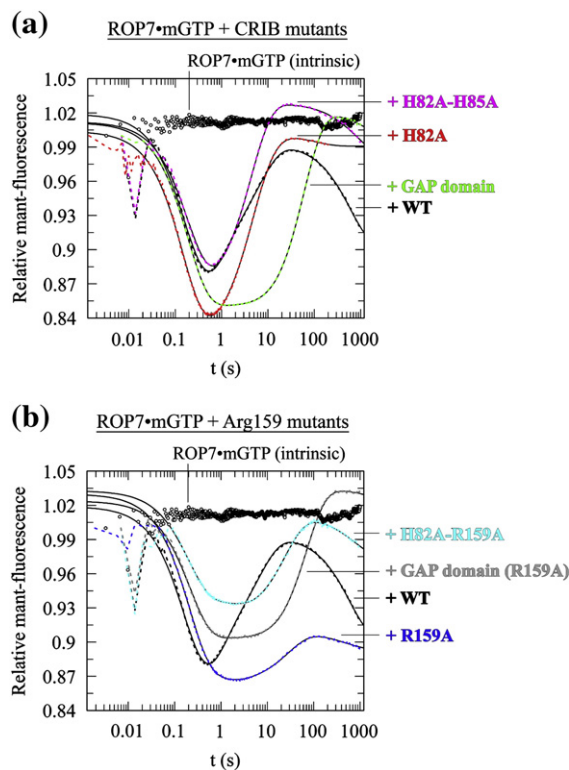 (a)
ROP7•mGTP + CRIB mutants
ROP7•mGTP (intrinsic)
Relative mant-fluorescence
1.05
1.02
0.99
0.96
0.93
0.9
0.87
0.84
+ H82A-H85A
+ H82A
+ GAP domain
+ WT
0.01 0.1 1 10 100 1000
t (s)
(b)
ROP7•mGTP + Arg159 mutants
ROP7•mGTP (intrinsic)
Relative mant-fluorescence
1.05
1.02
0.99
0.96
0.93
0.9
0.87
0.84
+ H82A-R159A
+ GAP domain (R159A)
+ WT
+ R159A
0.01 0.1 1 10 100 1000
t (s)